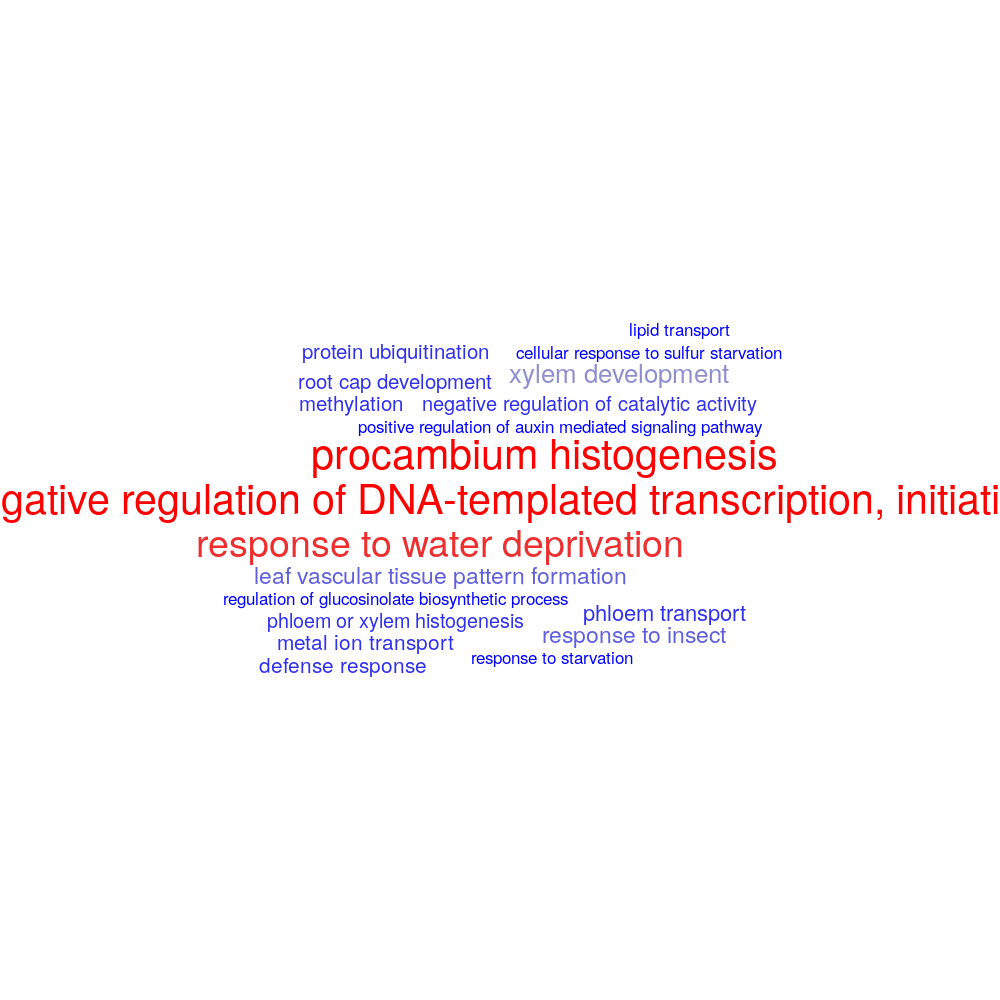 lipid transport
protein ubiquitination
cellular response to sulfur starvation
xylem development
root cap development
methylation
negative regulation of catalytic activity
positive regulation of auxin mediated signaling pathway
procambium histogenesis
gative regulation of DNA-templated transcription, initiati
response to water deprivation
leaf vascular tissue pattern formation
regulation of glucosinolate biosynthetic process
phloem transport
phloem or xylem histogenesis
response to insect
metal ion transport
response to starvation
defense response